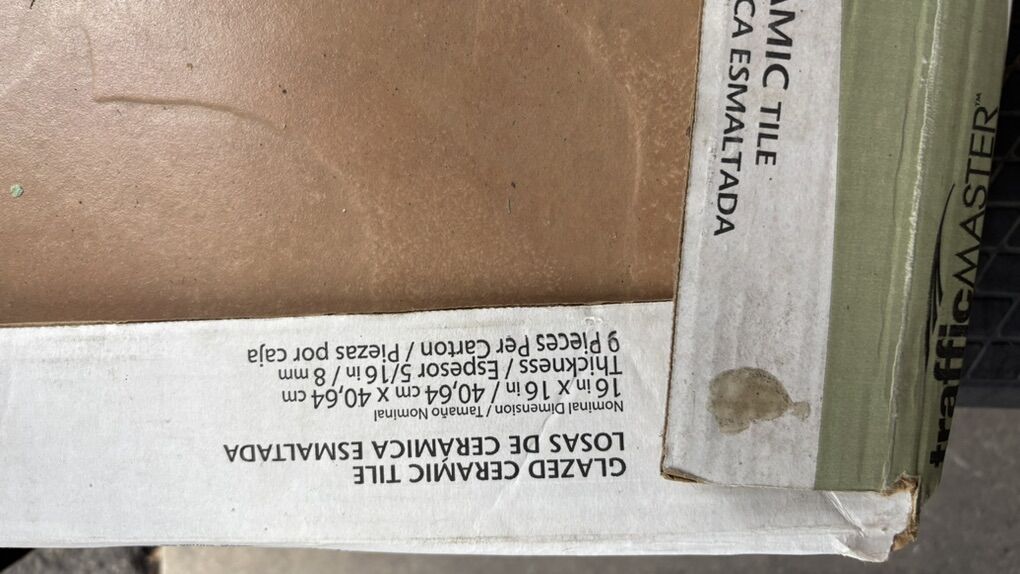 GLAZED CERAMIC TILE
LOSAS DE CERÁMICA ESMALTADA
Nominal Dimension / Tamaño Nominal
16 in x 16 in / 40,64 cm x 40,64 cm
Thickness / Espesor 5/16 in / 8 mm
9 Pieces Per Carton / Piezas por caja
AMIC TILE
CA ESMALTADA
trafficMASTER™